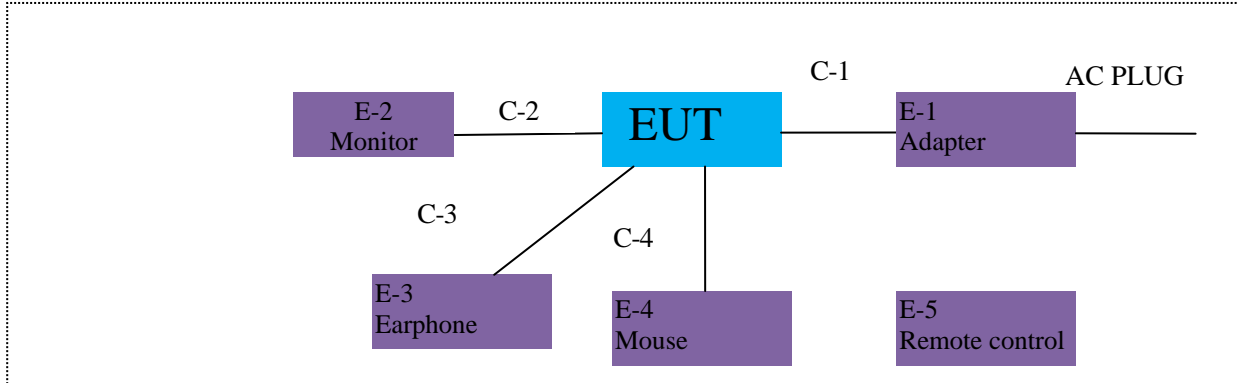 C-1
AC PLUG
E-2
Monitor
C-2
EUT
E-1
Adapter
C-3
C-4
E-3
Earphone
E-4
Mouse
E-5
Remote control